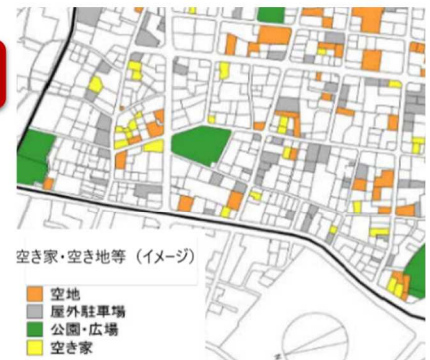 空き家・空き地等（イメージ）
空地
屋外駐車場
公園・広場
空き家